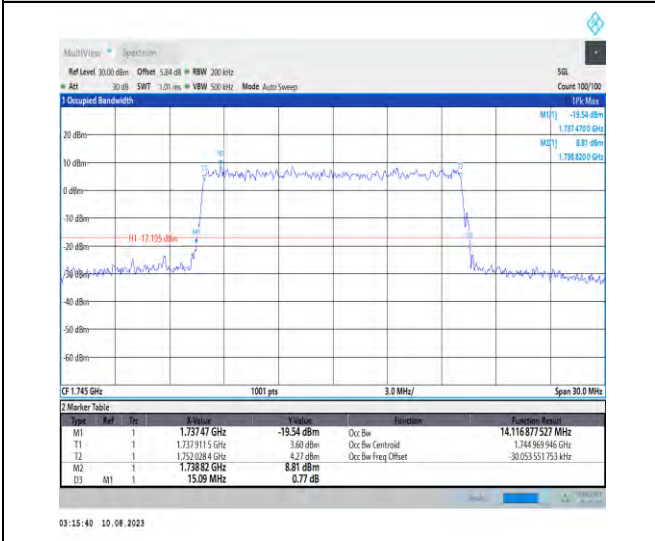 MultiView Spectrum
Ref Level 30.00 dBm Offset 5.84 dB RBW 200 kHz SGL
Att 30 dB SWT 1.01 ms VBW 500 kHz Mode Auto Sweep Count 100/100
1 Occupied Bandwidth 1Pk Max
M1[1] -19.54 dBm
1.737 470 0 GHz
20 dBm
M2[1] 8.81 dBm
1.738 820 0 GHz
M2
T1 T2
10 dBm
0 dBm
-10 dBm
M1
H1 -17.195 dBm
-20 dBm
-30 dBm
-40 dBm
-50 dBm
-60 dBm
CF 1.745 GHz 1001 pts 3.0 MHz/ Span 30.0 MHz
2 Marker Table
Type Ref Trc X-Value Y-Value Function Function Result
M1 1 1.737 47 GHz -19.54 dBm Occ Bw 14.116 877 527 MHz
T1 1 1.737 911 5 GHz 3.60 dBm Occ Bw Centroid 1.744 969 946 GHz
T2 1 1.752 028 4 GHz 4.27 dBm Occ Bw Freq Offset -30.053 551 753 kHz
M2 1 1.738 82 GHz 8.81 dBm
D3 M1 1 15.09 MHz 0.77 dB
03:15:40 10.08.2023